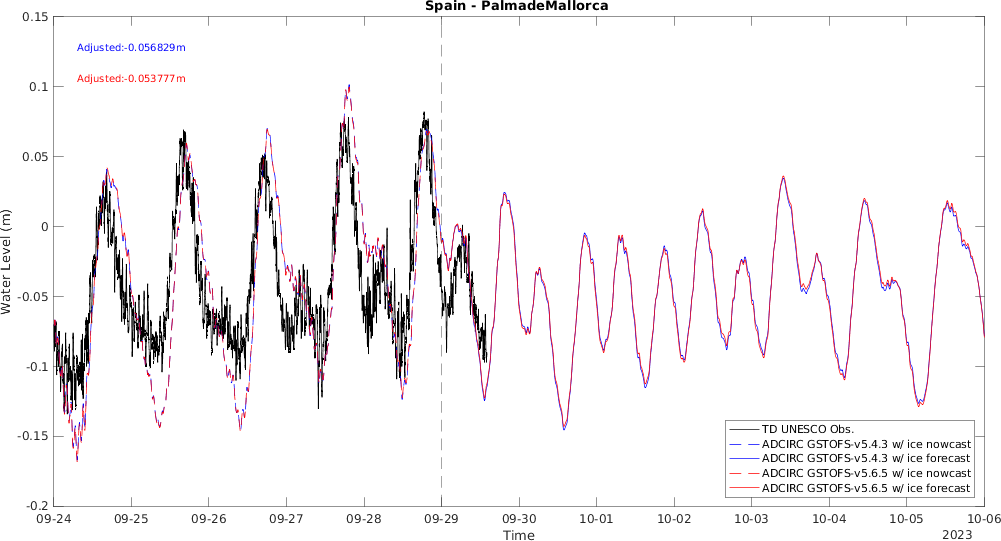 Spain - PalmadeMallorca
0.15
Adjusted:-0.056829m
Adjusted:-0.053777m
0.1
0.05
0
-0.05
-0.1
-0.15
-0.2
Water Level (m)
TD UNESCO Obs.
ADCIRC GSTOFS-v5.4.3 w/ ice nowcast
ADCIRC GSTOFS-v5.4.3 w/ ice forecast
ADCIRC GSTOFS-v5.6.5 w/ ice nowcast
ADCIRC GSTOFS-v5.6.5 w/ ice forecast
09-24 09-25 09-26 09-27 09-28 09-29 09-30 10-01 10-02 10-03 10-04 10-05 10-06
Time
2023